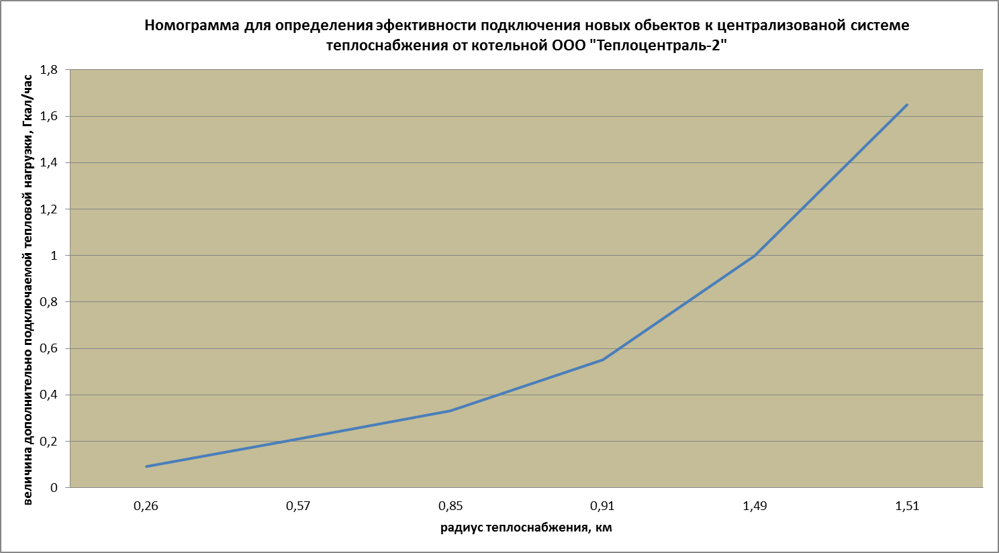 Номограмма для определения эфективности подключения новых обьектов к централизованой системе
теплоснабжения от котельной ООО "Теплоцентраль-2"
величина дополнительно подключаемой тепловой нагрузки, Гкал/час
1,8
1,6
1,4
1,2
1
0,8
0,6
0,4
0,2
0
0,26 0,57 0,85 0,91 1,49 1,51
радиус теплоснабжения, км